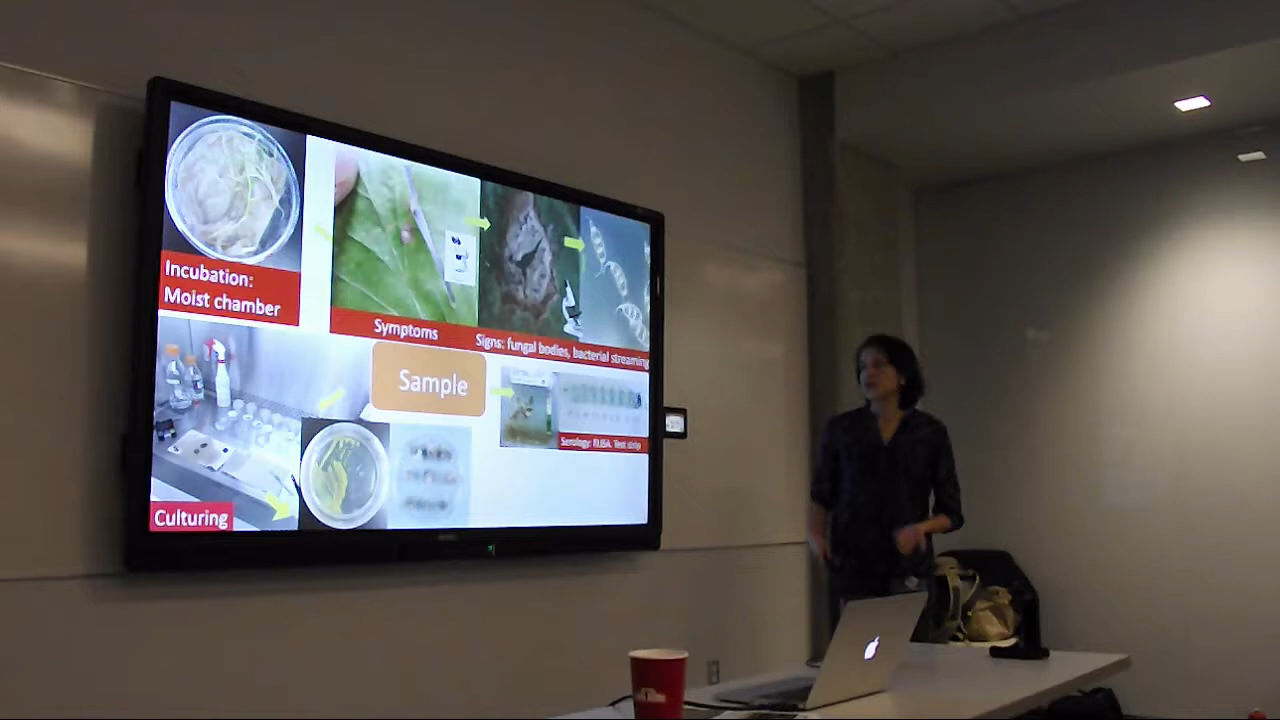 Incubation:
Moist chamber
Symptoms
Signs: fungal bodies, bacterial streaming
Sample
Serology: ELISA, Test strip
Culturing